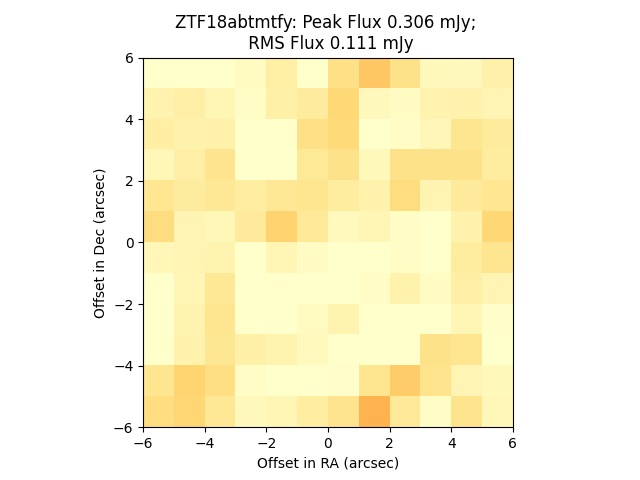 ZTF18abtmtfy: Peak Flux 0.306 mJy;
RMS Flux 0.111 mJy
6
4
2
0
−2
−4
−6
Offset in Dec (arcsec)
−6 −4 −2 0 2 4 6
Offset in RA (arcsec)